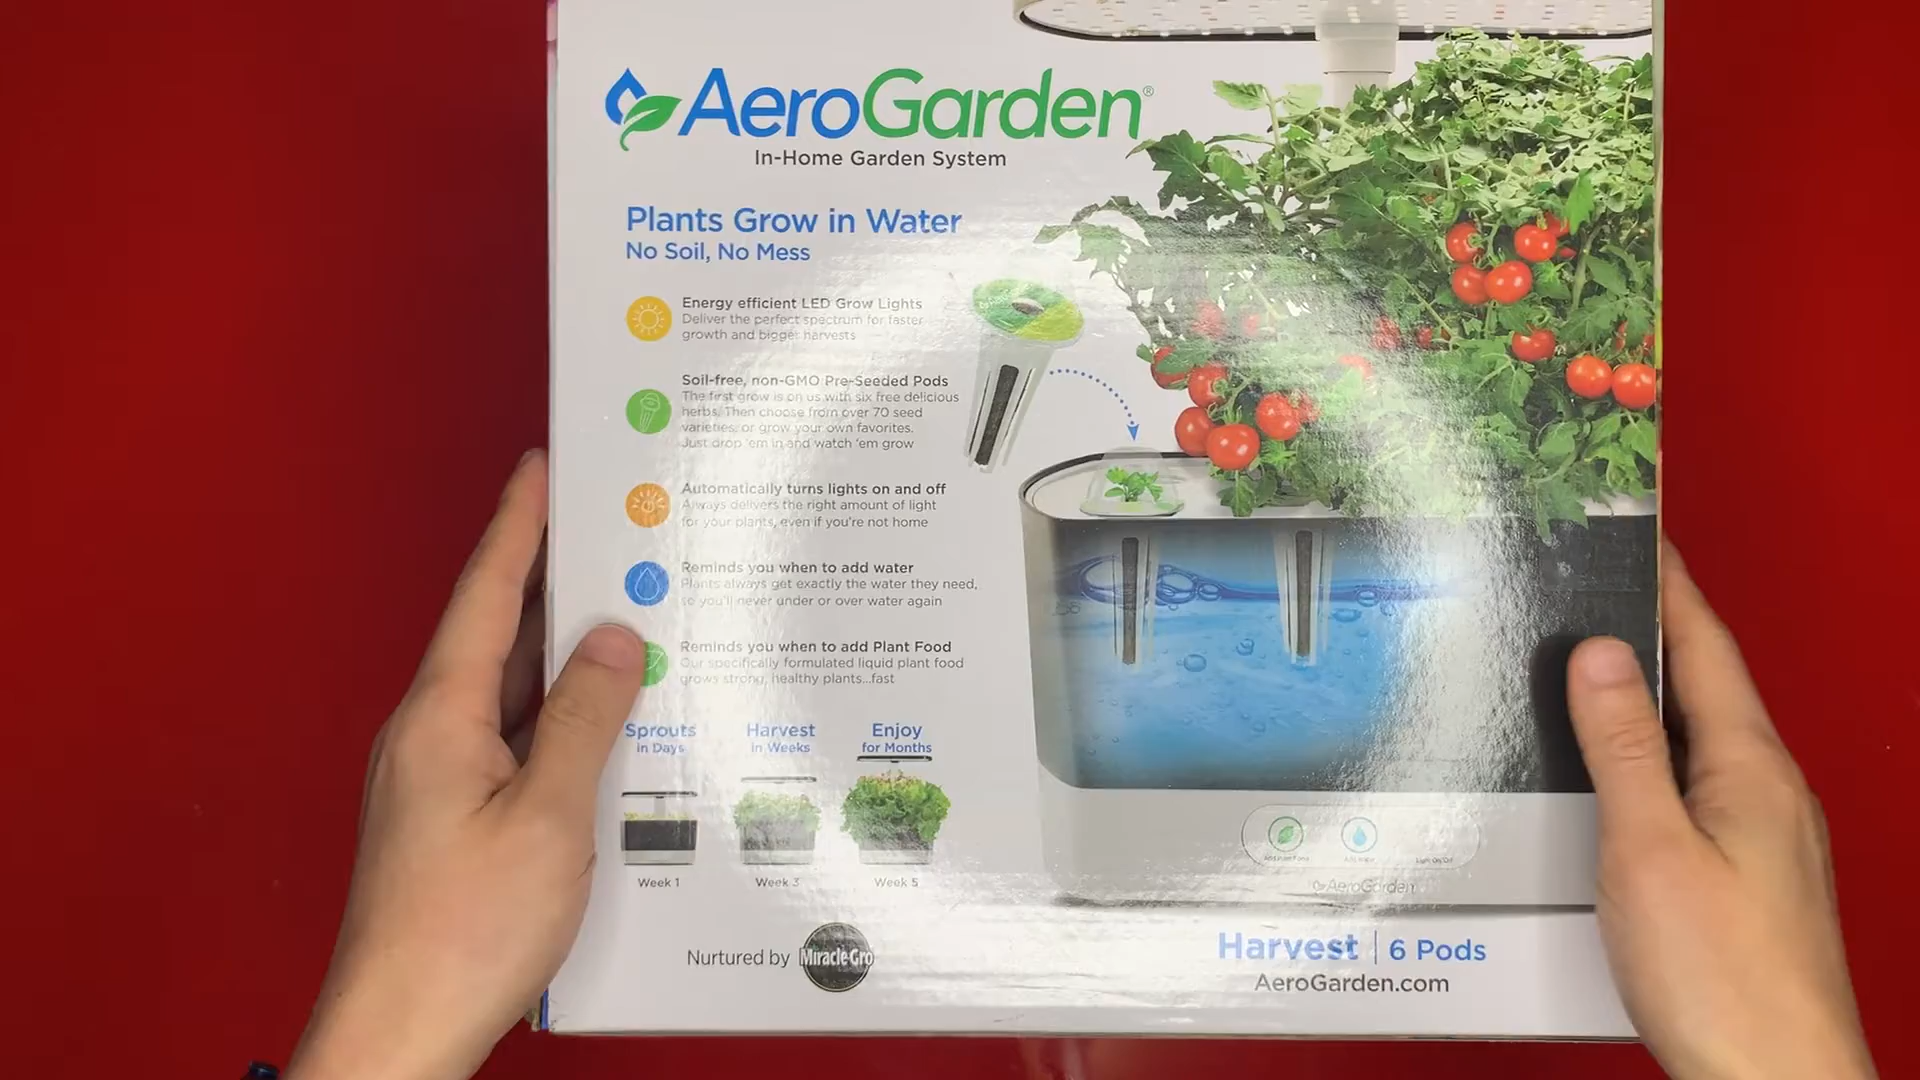 AeroGarden®
In-Home Garden System
Plants Grow in Water
No Soil, No Mess
Energy efficient LED Grow Lights
Deliver the perfect spectrum for faster
growth and bigger harvests
Soil-free, non-GMO Pre-Seeded Pods
The first grow is on us with six free delicious
herbs. Then choose from over 70 seed
varieties, or grow your own favorites.
Just drop 'em in and watch 'em grow
Automatically turns lights on and off
Always delivers the right amount of light
for your plants, even if you're not home
Reminds you when to add water
Plants always get exactly the water they need,
so you'll never under or over water again
Reminds you when to add Plant Food
Our specifically formulated liquid plant food
grows strong, healthy plants...fast
Sprouts
in Days
Harvest
in Weeks
Enjoy
for Months
Week 1
Week 3
Week 5
Add Plant Food
Add Water
Light On/Off
AeroGarden
Nurtured by Miracle-Gro
Harvest | 6 Pods
AeroGarden.com